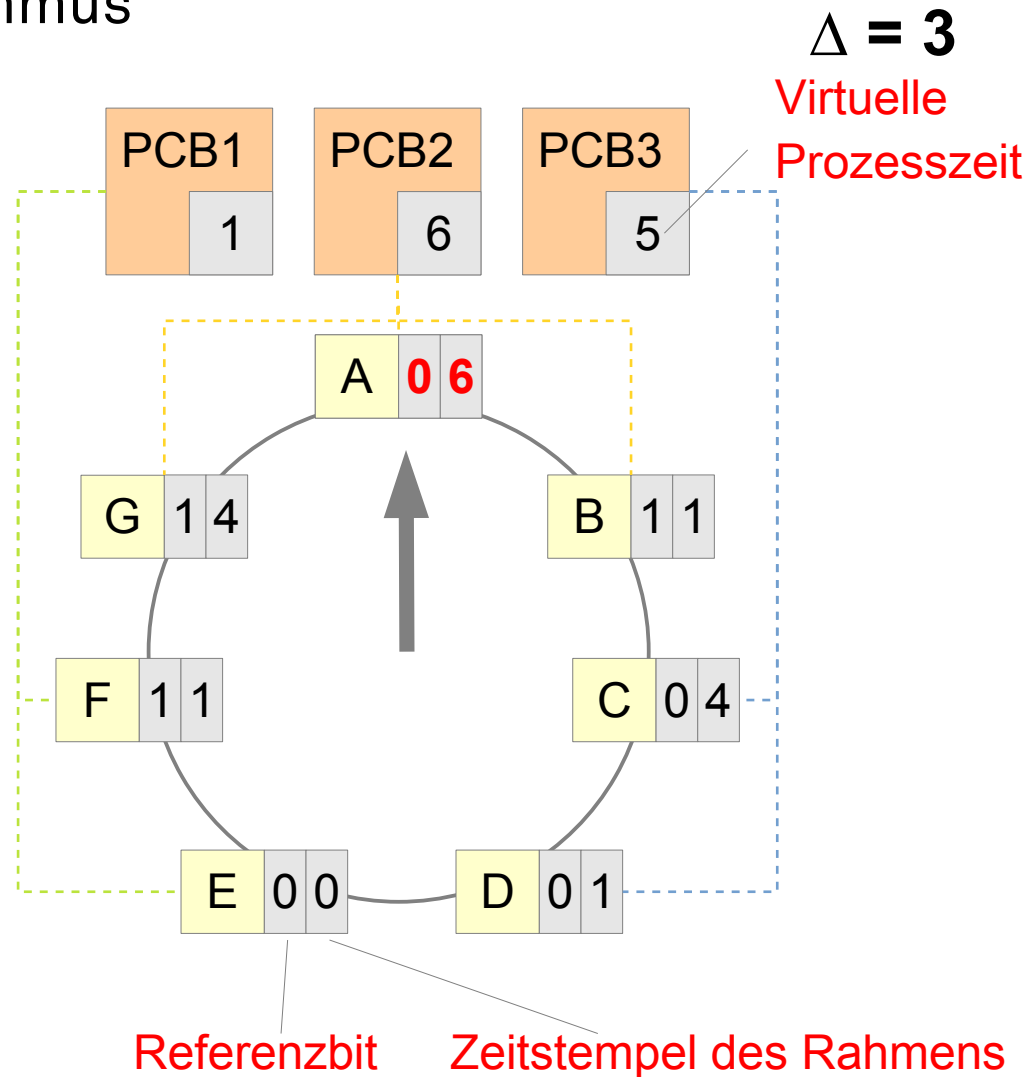 Δ = 3
Virtuelle
Prozesszeit
PCB1 PCB2 PCB3
1 6 5
A 0 6
G 1 4
B 1 1
F 1 1
C 0 4
E 0 0
D 0 1
Referenzbit Zeitstempel des Rahmens